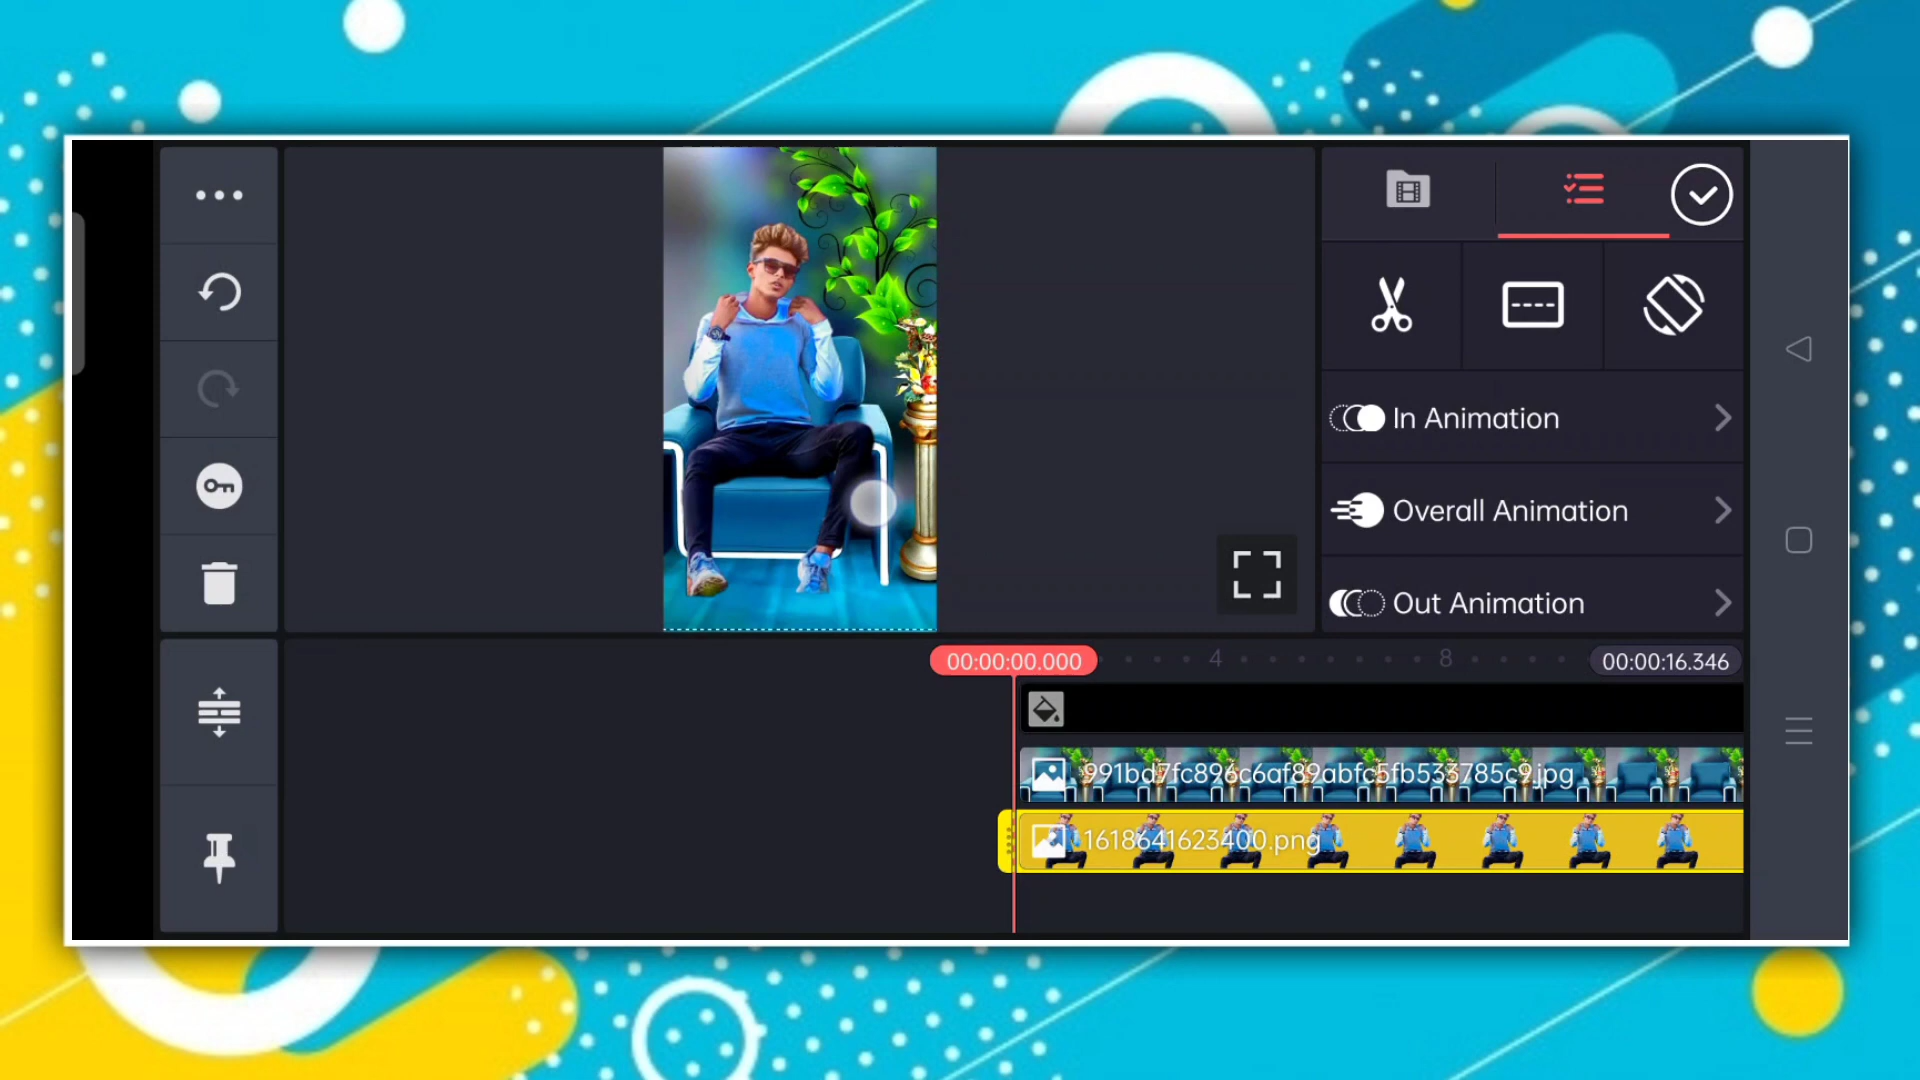 In Animation
Overall Animation
Out Animation
00:00:00.000
4
8
00:00:16.346
991bd7fc896c6af89abfc5fb533785c9.jpg
1618641623400.png